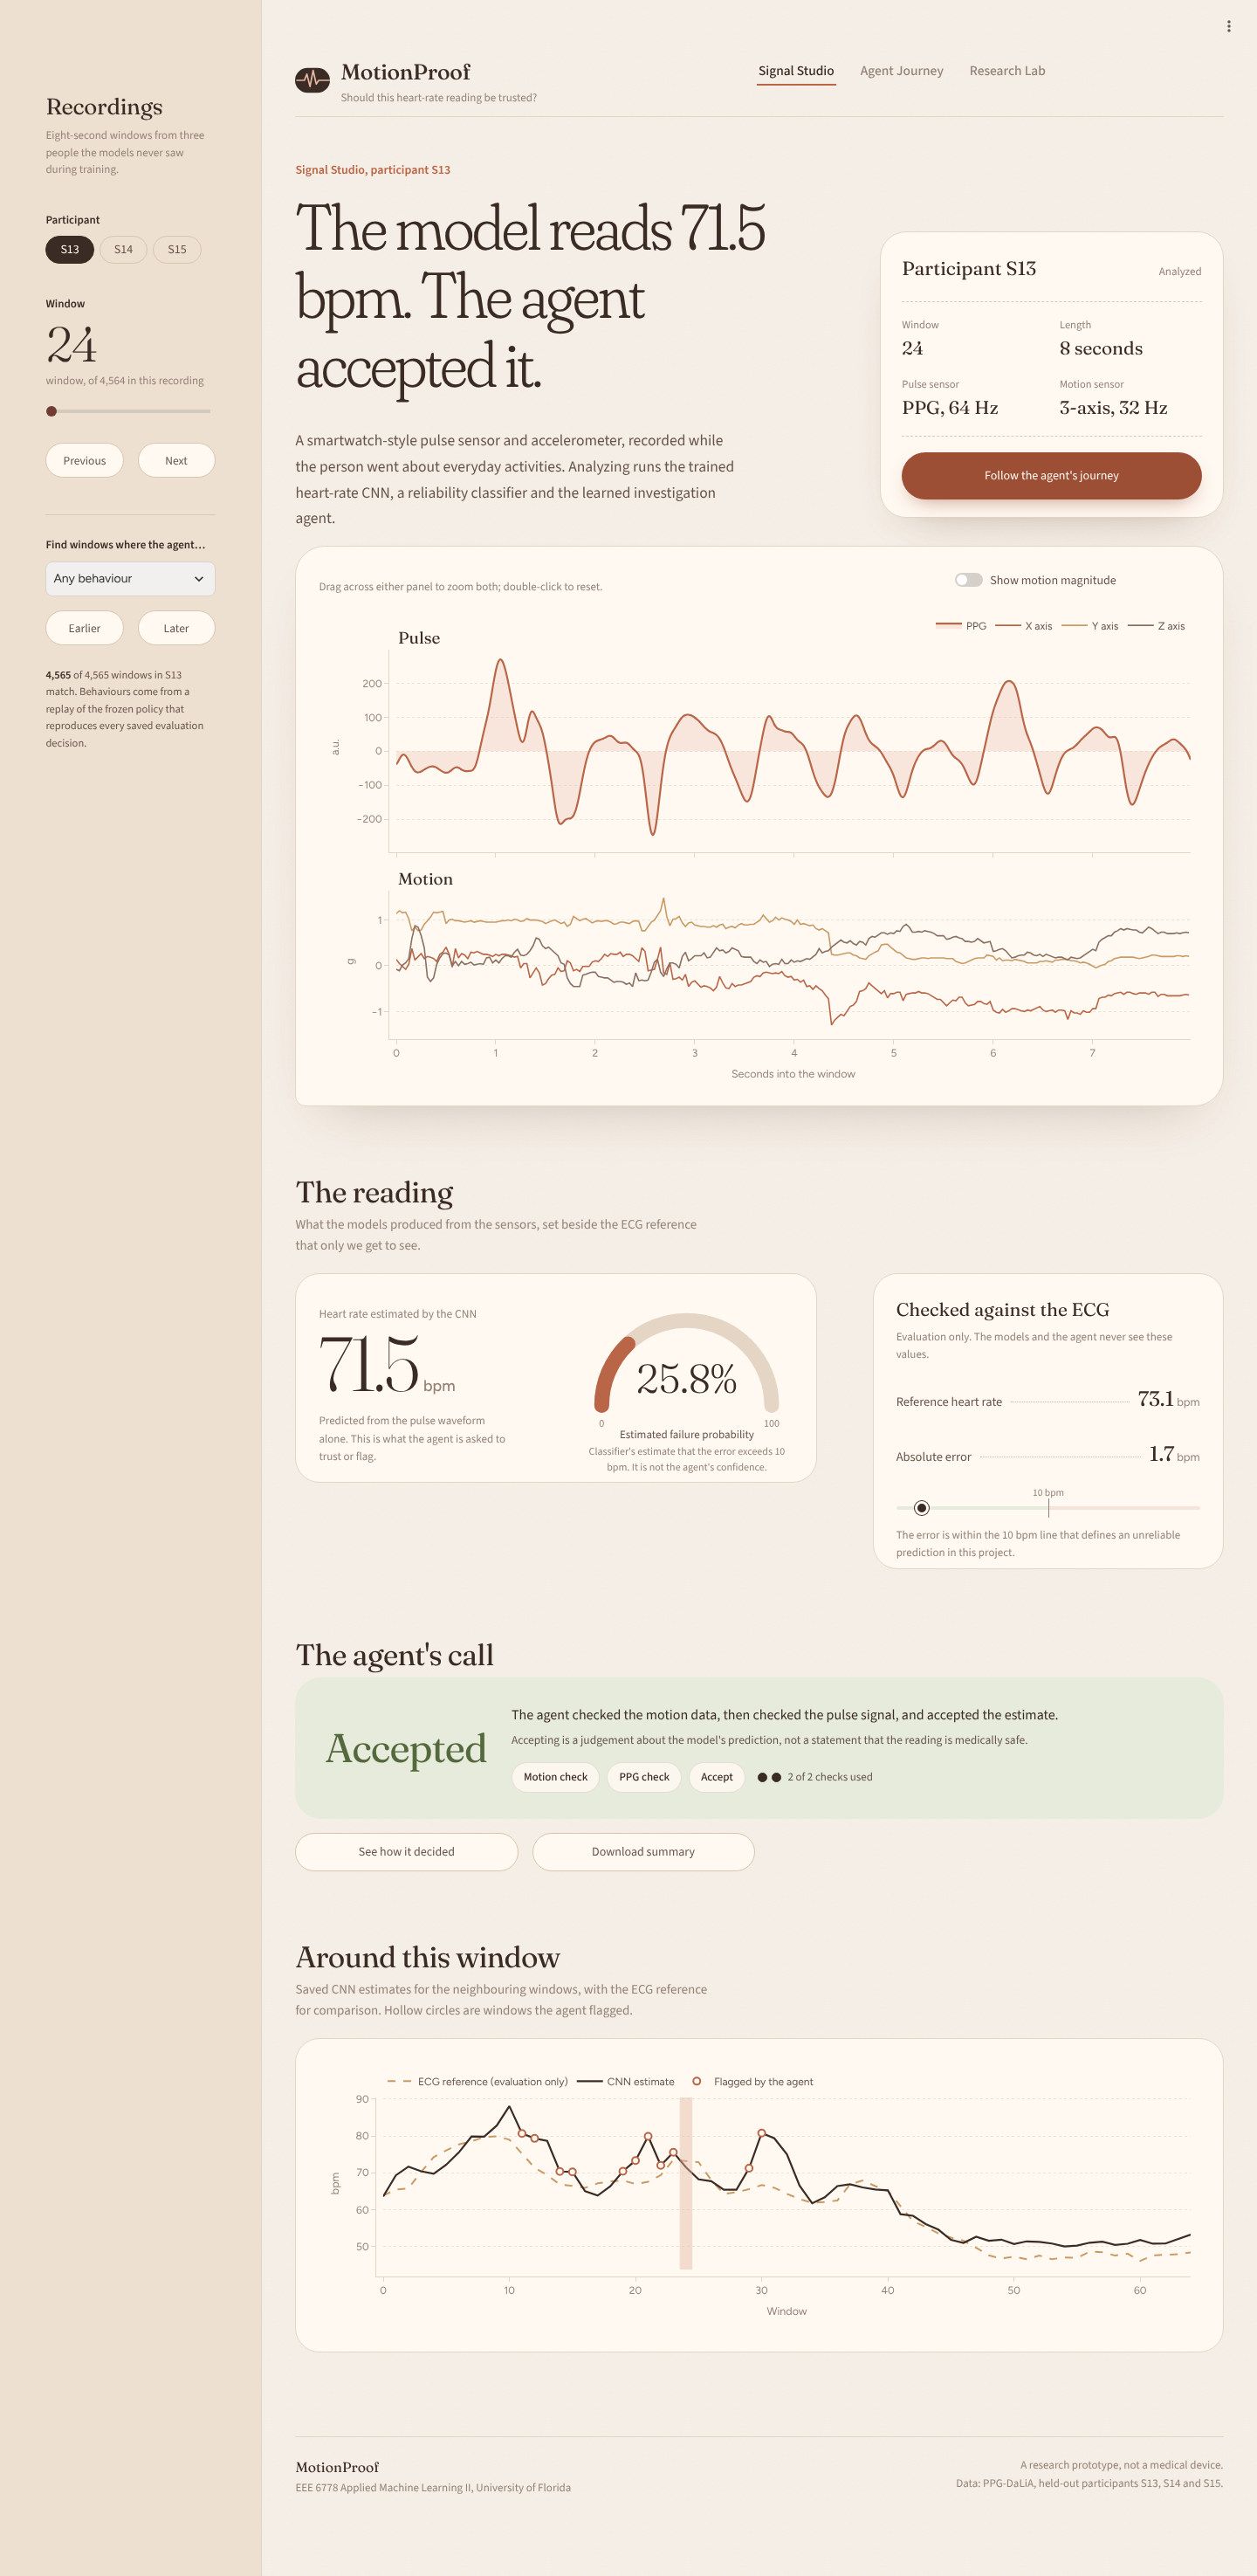 Recordings
Eight-second windows from three
people the models never saw
during training.
Participant
S13 S14 S15
Window
24
window, of 4,564 in this recording
Previous Next
Find windows where the agent…
Any behaviour
Earlier Later
4,565 of 4,565 windows in S13
match. Behaviours come from a
replay of the frozen policy that
reproduces every saved evaluation
decision.
MotionProof
Should this heart-rate reading be trusted?
Signal Studio Agent Journey Research Lab
Signal Studio, participant S13
The model reads 71.5
bpm. The agent
accepted it.
A smartwatch-style pulse sensor and accelerometer, recorded while
the person went about everyday activities. Analyzing runs the trained
heart-rate CNN, a reliability classifier and the learned investigation
agent.
Participant S13 Analyzed
Window Length
24 8 seconds
Pulse sensor Motion sensor
PPG, 64 Hz 3-axis, 32 Hz
Follow the agent's journey
Drag across either panel to zoom both; double-click to reset.
Show motion magnitude
PPG X axis Y axis Z axis
Pulse
200
100
0
−100
−200
a.u.
Motion
1
0
−1
g
0 1 2 3 4 5 6 7
Seconds into the window
The reading
What the models produced from the sensors, set beside the ECG reference
that only we get to see.
Heart rate estimated by the CNN
71.5 bpm
Predicted from the pulse waveform
alone. This is what the agent is asked to
trust or flag.
25.8%
0 100
Estimated failure probability
Classifier's estimate that the error exceeds 10
bpm. It is not the agent's confidence.
Checked against the ECG
Evaluation only. The models and the agent never see these
values.
Reference heart rate 73.1 bpm
Absolute error 1.7 bpm
10 bpm
The error is within the 10 bpm line that defines an unreliable
prediction in this project.
The agent's call
Accepted
The agent checked the motion data, then checked the pulse signal, and accepted the estimate.
Accepting is a judgement about the model's prediction, not a statement that the reading is medically safe.
Motion check PPG check Accept 2 of 2 checks used
See how it decided Download summary
Around this window
Saved CNN estimates for the neighbouring windows, with the ECG reference
for comparison. Hollow circles are windows the agent flagged.
ECG reference (evaluation only) CNN estimate Flagged by the agent
90
80
70
60
50
bpm
0 10 20 30 40 50 60
Window
MotionProof
EEE 6778 Applied Machine Learning II, University of Florida
A research prototype, not a medical device.
Data: PPG-DaLiA, held-out participants S13, S14 and S15.